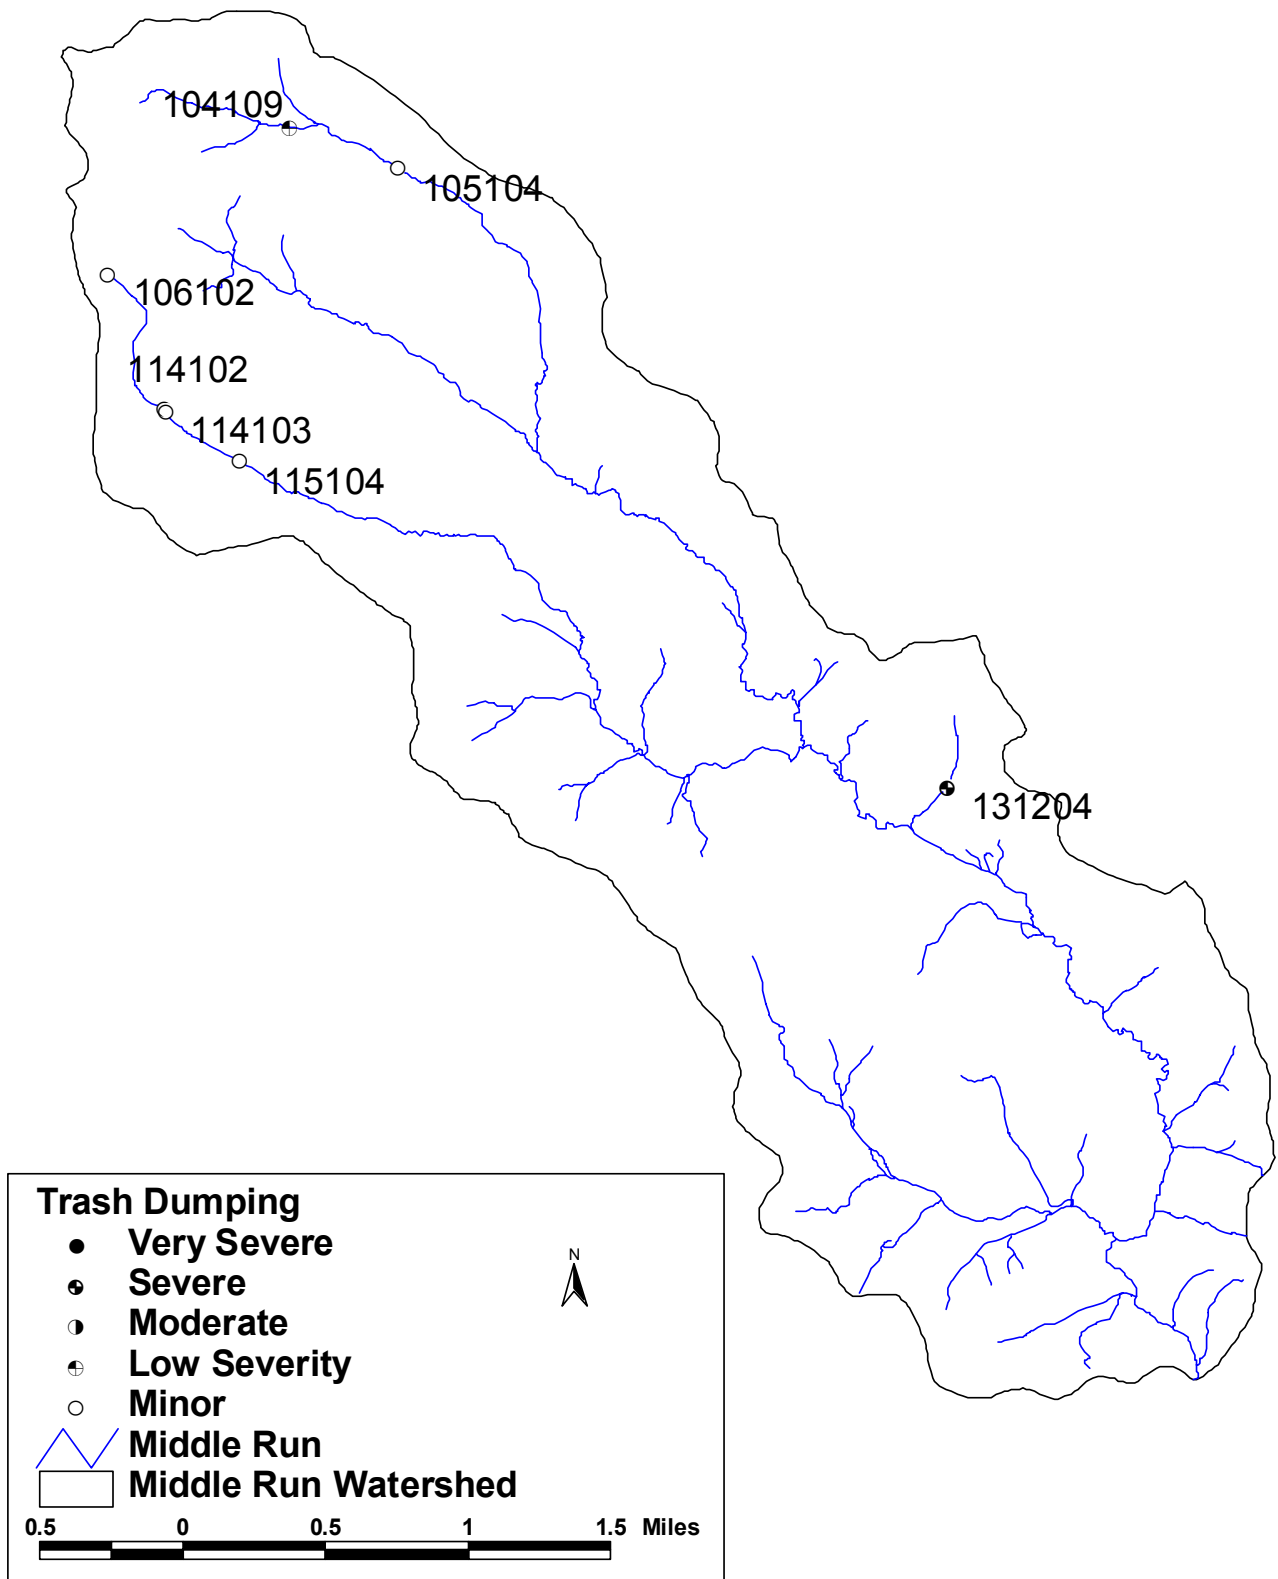 104109
105104
106102
114102
114103
115104
131204
Trash Dumping
Very Severe
Severe
Moderate
Low Severity
Minor
Middle Run
Middle Run Watershed
N
0.5 0 0.5 1 1.5 Miles